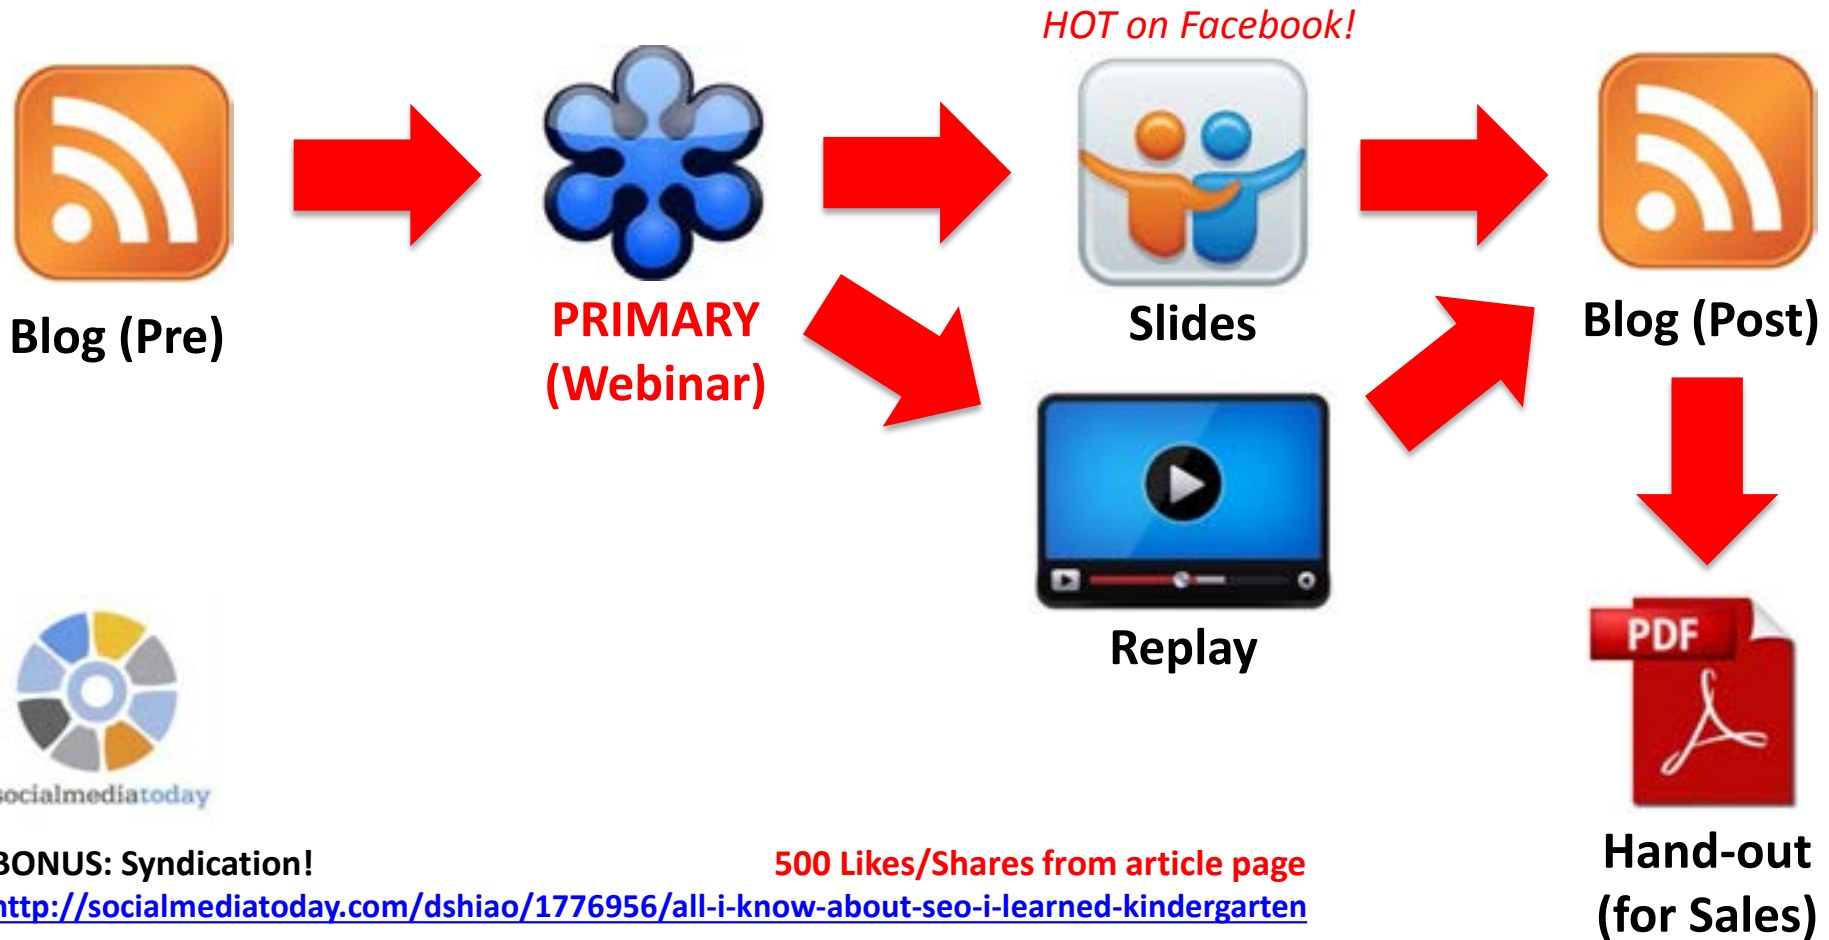 HOT on Facebook!
Blog (Pre)
PRIMARY
(Webinar)
Slides
Blog (Post)
Replay
PDF
socialmediatoday
BONUS: Syndication!
500 Likes/Shares from article page
http://socialmediatoday.com/dshiao/1776956/all-i-know-about-seo-i-learned-kindergarten
Hand-out
(for Sales)